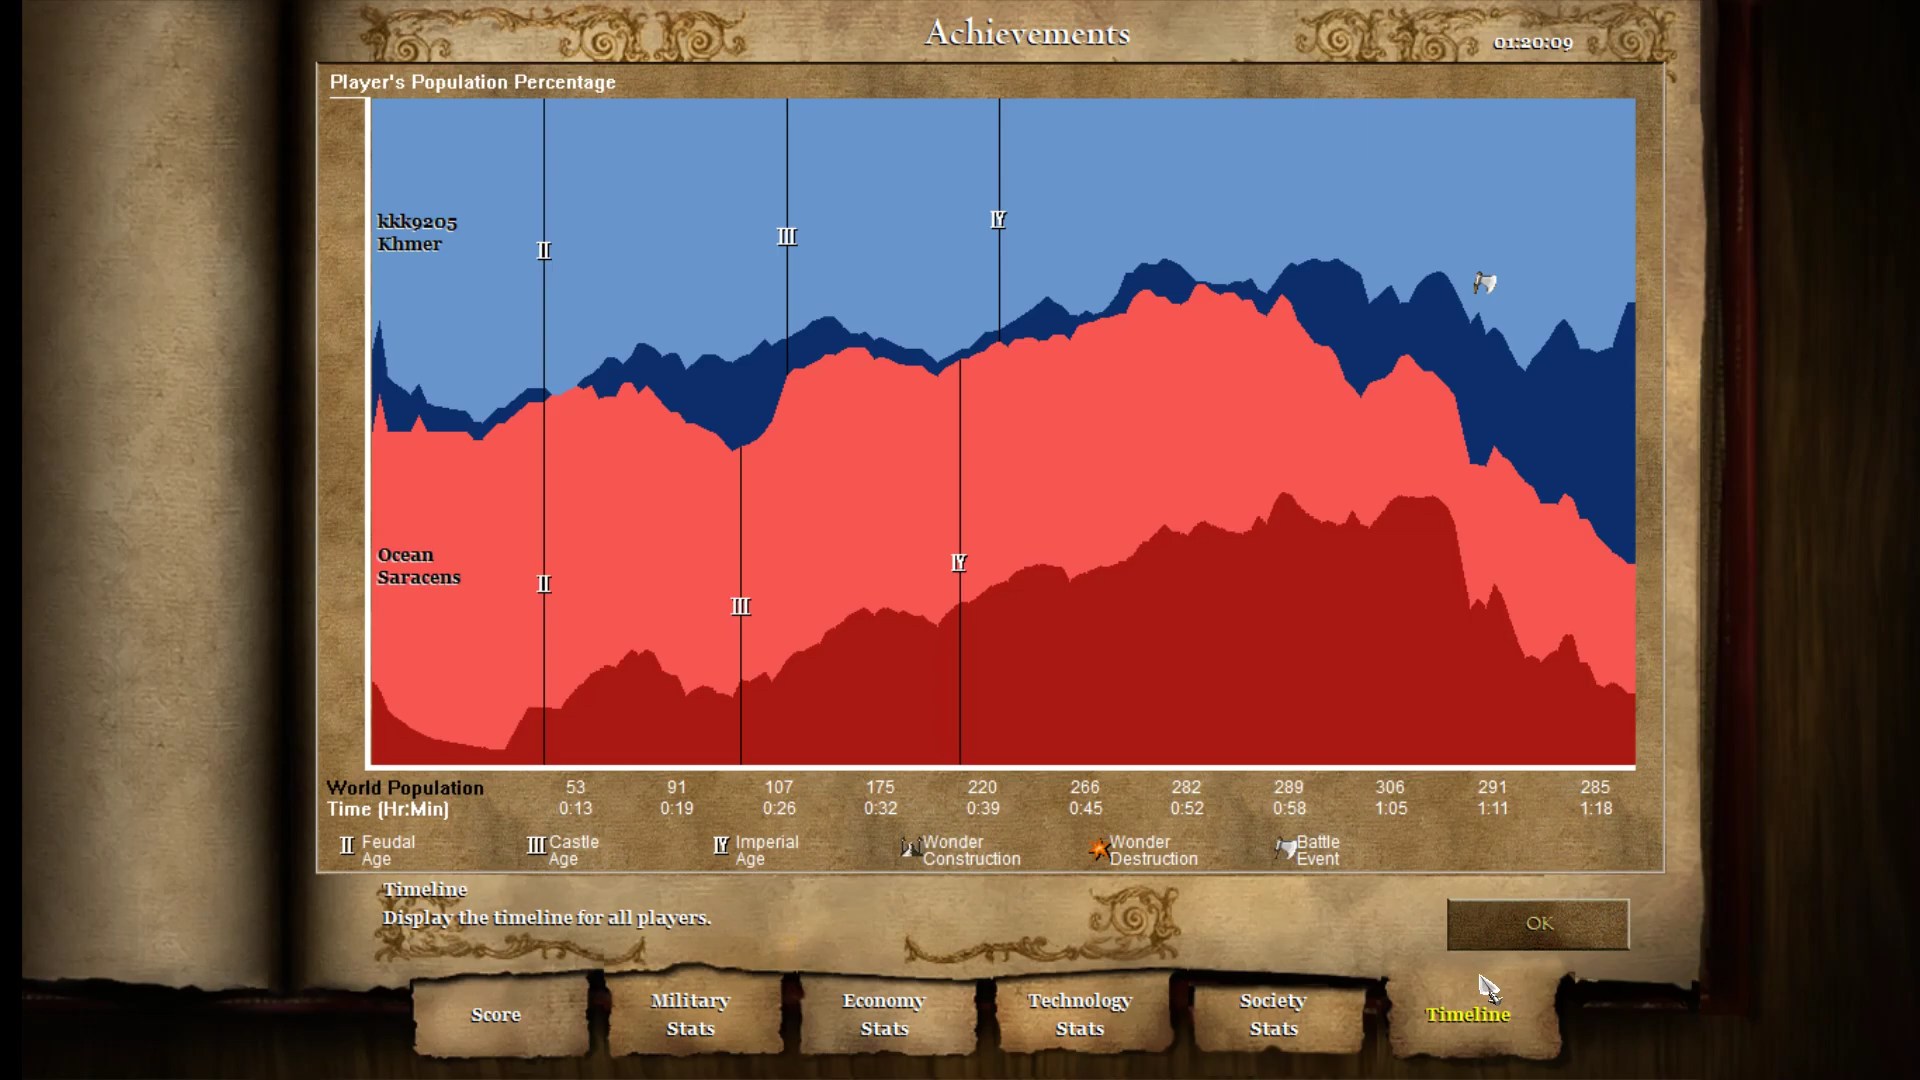 Achievements
01:20:09
Player's Population Percentage
kkk9205
Khmer
II
III
IV
Ocean
Saracens
II
III
IV
World Population 53 91 107 175 220 266 282 289 306 291 285
Time (Hr:Min) 0:13 0:19 0:26 0:32 0:39 0:45 0:52 0:58 1:05 1:11 1:18
II Feudal Age
III Castle Age
IV Imperial Age
Wonder Construction
Wonder Destruction
Battle Event
Timeline
Display the timeline for all players.
OK
Score
Military Stats
Economy Stats
Technology Stats
Society Stats
Timeline